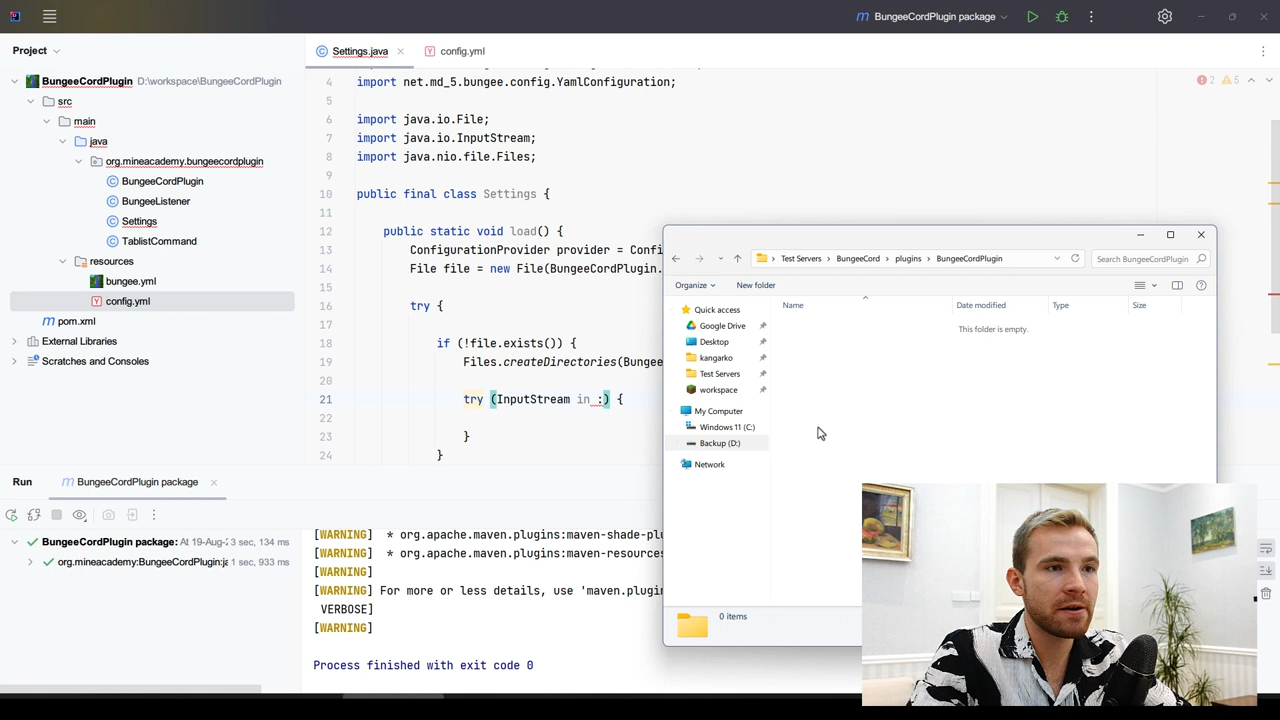 BungeeCordPlugin package
Project
Settings.java
config.yml
BungeeCordPlugin D:\workspace\BungeeCordPlugin
src
main
java
org.mineacademy.bungeecordplugin
BungeeCordPlugin
BungeeListener
Settings
TablistCommand
resources
bungee.yml
config.yml
pom.xml
External Libraries
Scratches and Consoles
2 5
4 import net.md_5.bungee.config.YamlConfiguration;
5
6 import java.io.File;
7 import java.io.InputStream;
8 import java.nio.file.Files;
9
10 public final class Settings {
11
12 public static void load() {
13 ConfigurationProvider provider = Confi
14 File file = new File(BungeeCordPlugin.
15
16 try {
17
18 if (!file.exists()) {
19 Files.createDirectories(Bungee
20
21 try (InputStream in :) {
22
23 }
24 }
Test Servers BungeeCord plugins BungeeCordPlugin
Search BungeeCordPlugin
Organize New folder
Quick access
Google Drive
Desktop
kangarko
Test Servers
workspace
My Computer
Windows 11 (C:)
Backup (D:)
Network
Name Date modified Type Size
This folder is empty.
0 items
Run BungeeCordPlugin package
BungeeCordPlugin package: At 19-Aug-2 3 sec, 134 ms
org.mineacademy:BungeeCordPlugin:ja 1 sec, 933 ms
[WARNING] * org.apache.maven.plugins:maven-shade-plu
[WARNING] * org.apache.maven.plugins:maven-resources
[WARNING]
[WARNING] For more or less details, use 'maven.plugin
VERBOSE]
[WARNING]
Process finished with exit code 0